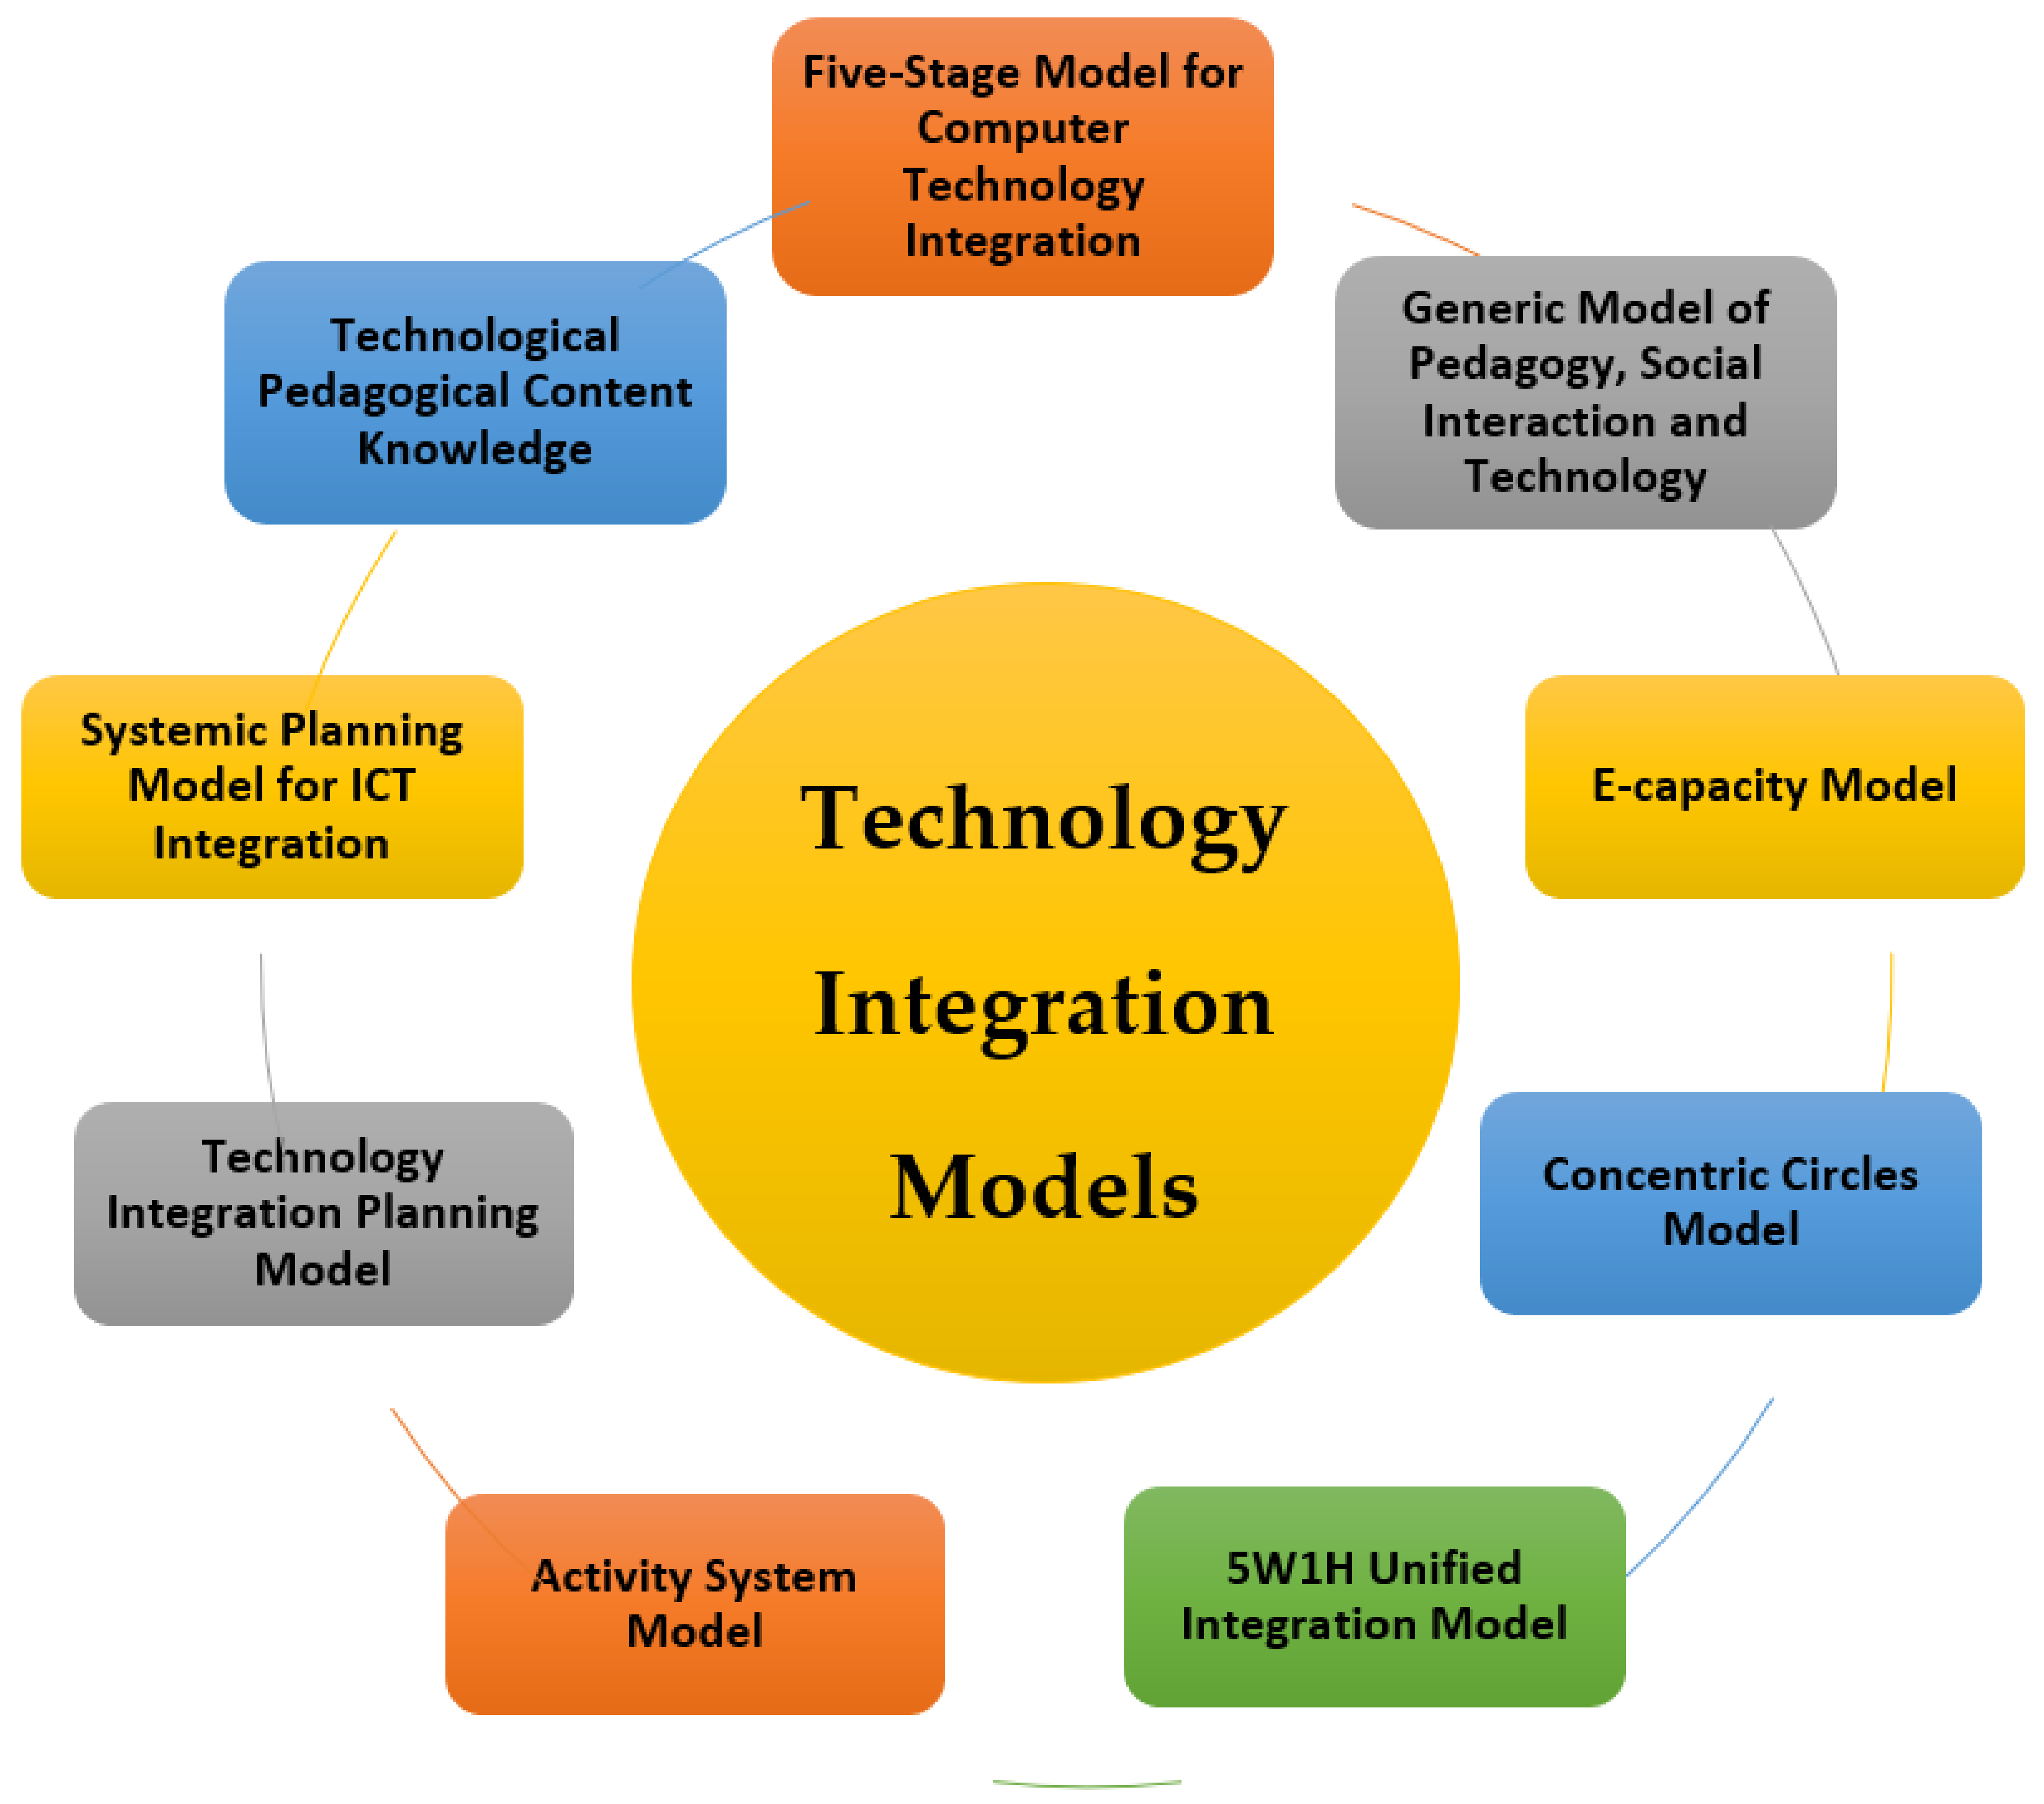 Five-Stage Model for
Computer
Technology
Integration
Generic Model of
Pedagogy, Social
Interaction and
Technology
E-capacity Model
Concentric Circles
Model
5W1H Unified
Integration Model
Activity System
Model
Technology
Integration Planning
Model
Systemic Planning
Model for ICT
Integration
Technological
Pedagogical Content
Knowledge
Technology
Integration
Models